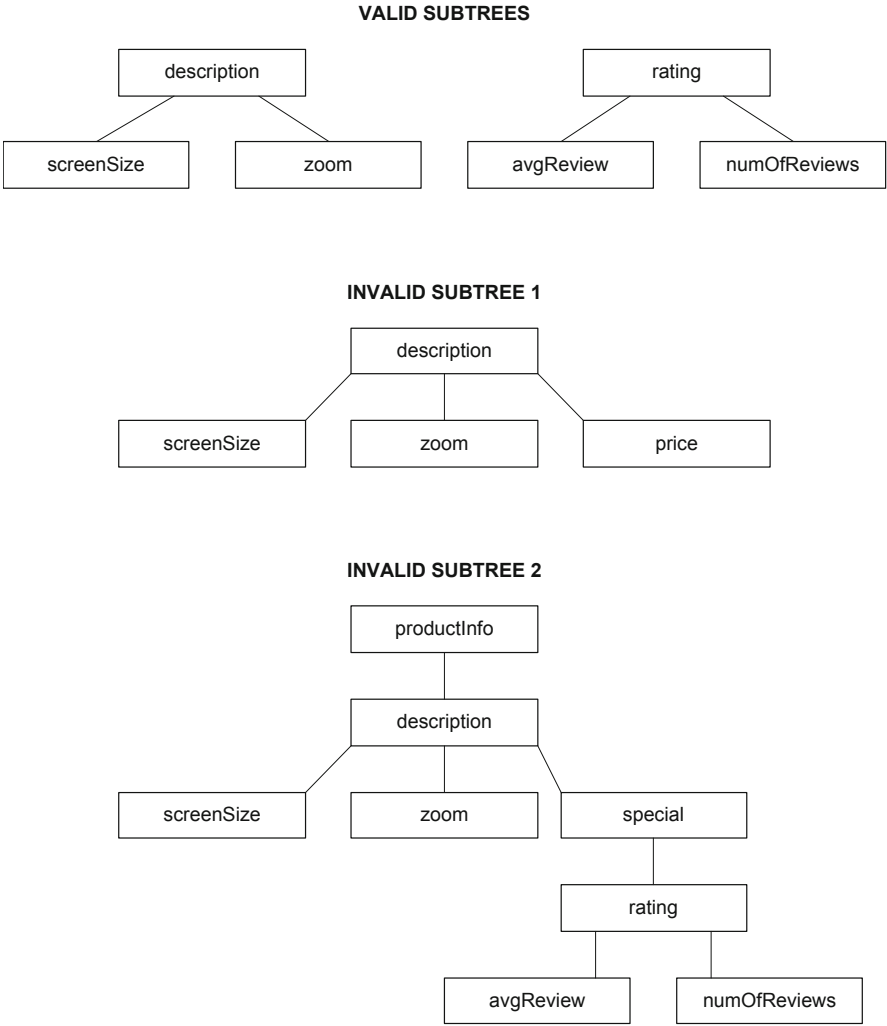 VALID SUBTREES
description
rating
screenSize
zoom
avgReview
numOfReviews
INVALID SUBTREE 1
description
screenSize
zoom
price
INVALID SUBTREE 2
productInfo
description
screenSize
zoom
special
rating
avgReview
numOfReviews